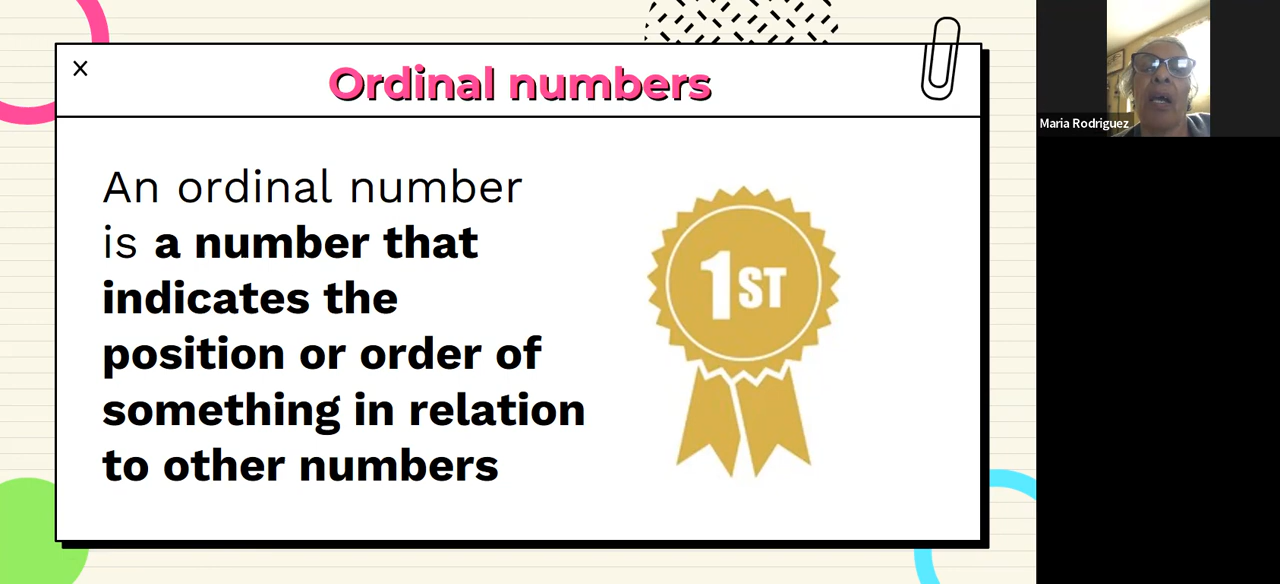 Ordinal numbers
An ordinal number
is a number that
indicates the
position or order of
something in relation
to other numbers
1ST
Maria Rodriguez